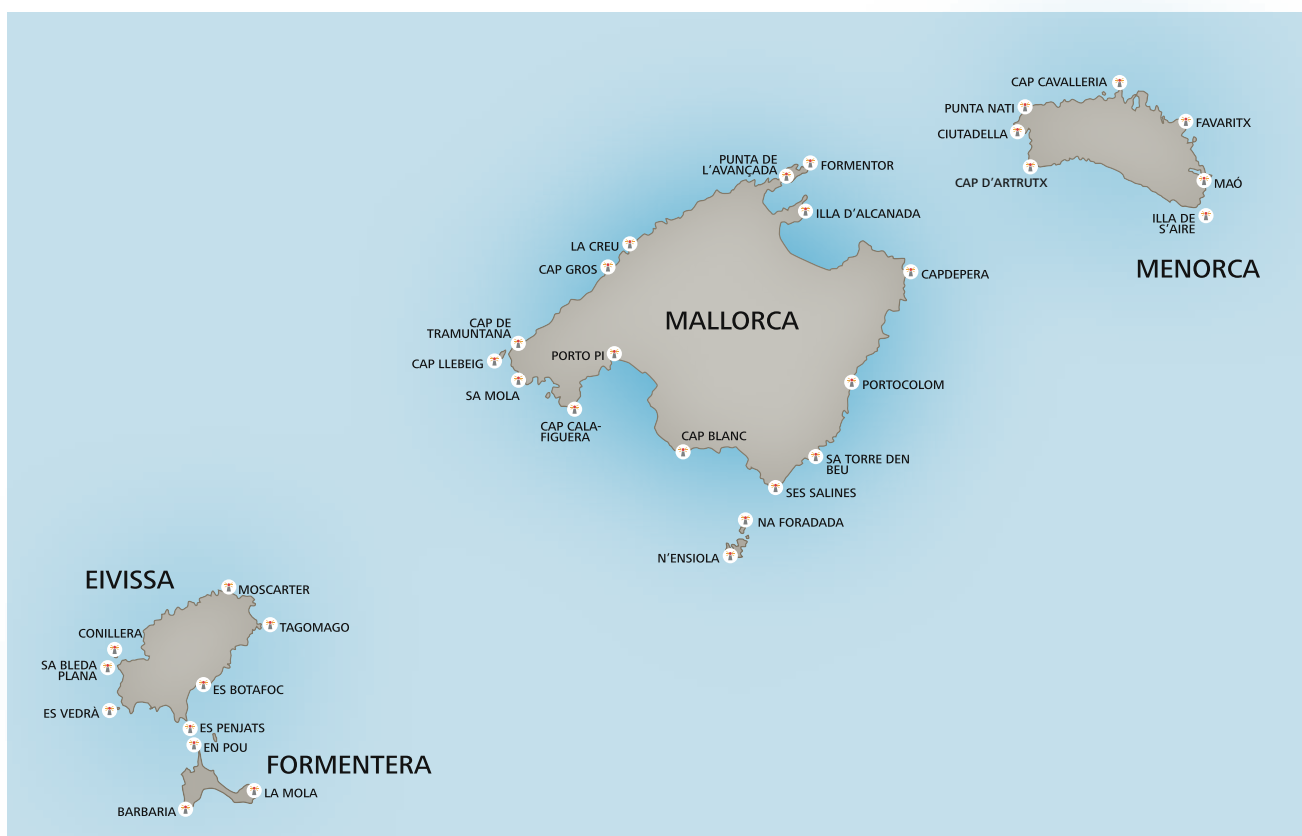 CAP CAVALLERIA
PUNTA NATI
CIUTADELLA
FAVARITX
CAP D'ARTRUTX
MAÓ
ILLA DE
S'AIRE
MENORCA
PUNTA DE
L'AVANÇADA
FORMENTOR
ILLA D'ALCANADA
LA CREU
CAP GROS
CAPDEPERA
MALLORCA
CAP DE
TRAMUNTANA
PORTO PI
CAP LLEBEIG
SA MOLA
PORTOCOLOM
CAP CALA-
FIGUERA
CAP BLANC
SA TORRE DEN
BEU
SES SALINES
NA FORADADA
N'ENSIOLA
EIVISSA
MOSCARTER
TAGOMAGO
CONILLERA
SA BLEDA
PLANA
ES BOTAFOC
ES VEDRÀ
ES PENJATS
EN POU
FORMENTERA
LA MOLA
BARBARIA